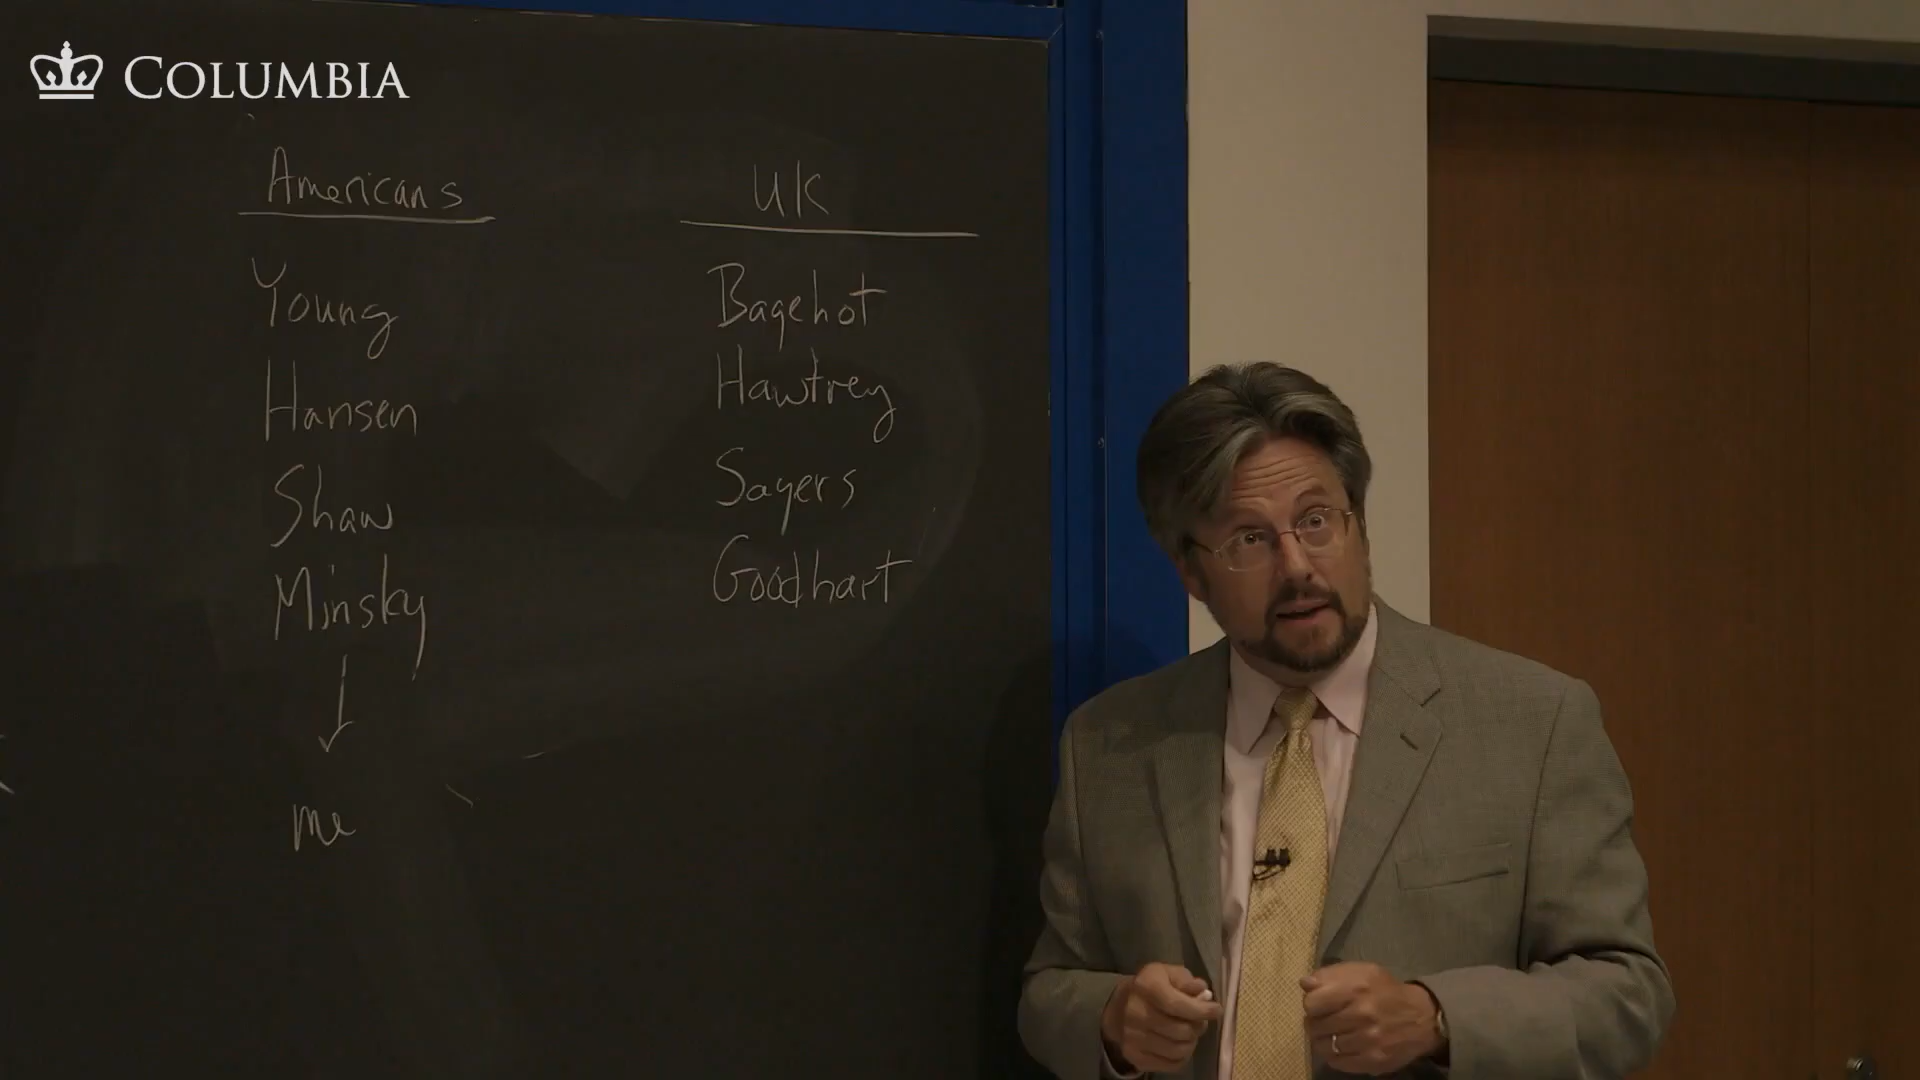 COLUMBIA
Americans
Young
Hansen
Shaw
Minsky
me
UK
Bagehot
Hawtrey
Sayers
Goodhart